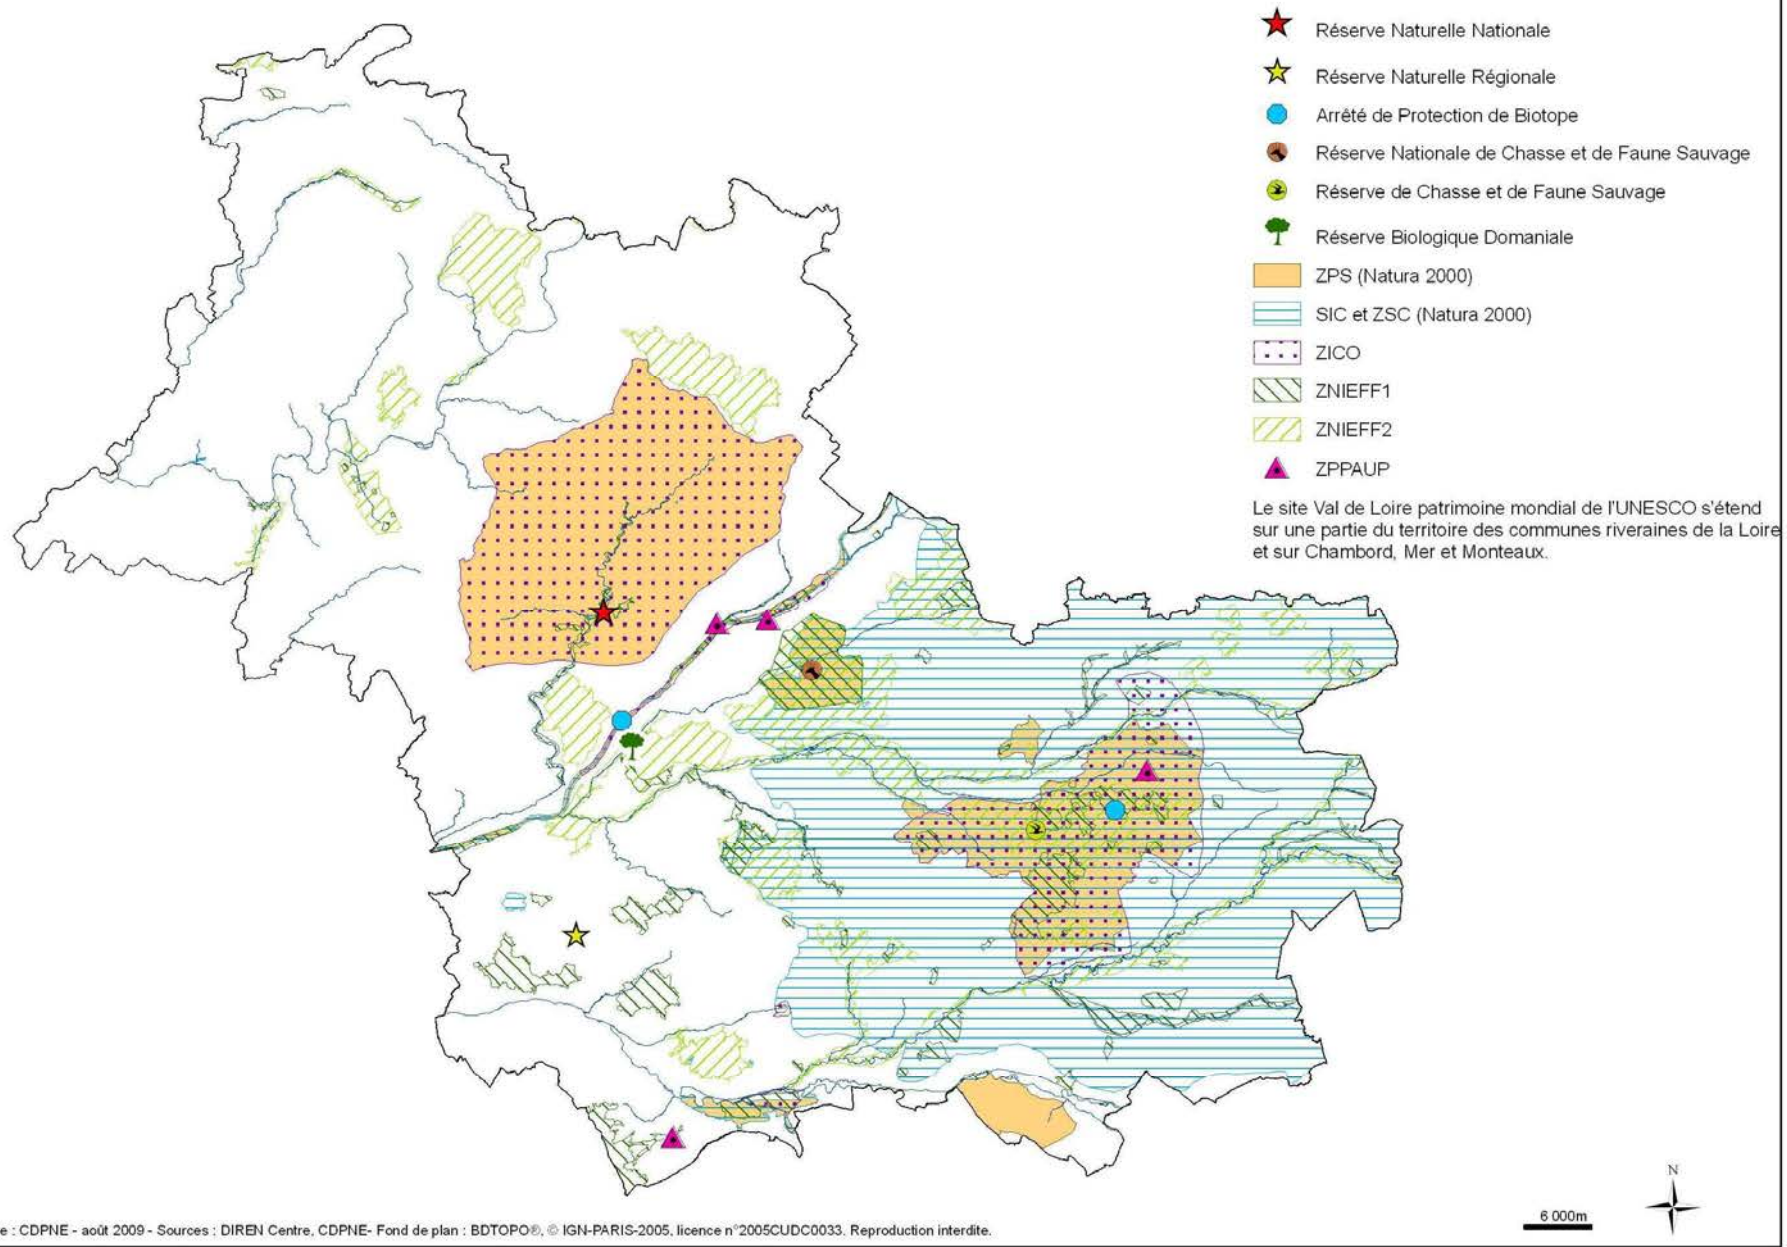 Réserve Naturelle Nationale
Réserve Naturelle Régionale
Arrêté de Protection de Biotope
Réserve Nationale de Chasse et de Faune Sauvage
Réserve de Chasse et de Faune Sauvage
Réserve Biologique Domaniale
ZPS (Natura 2000)
SIC et ZSC (Natura 2000)
ZICO
ZNIEFF1
ZNIEFF2
ZPPAUP
Le site Val de Loire patrimoine mondial de l'UNESCO s'étend
sur une partie du territoire des communes riveraines de la Loire
et sur Chambord, Mer et Monteaux.
N
6 000m
e : CDPNE - août 2009 - Sources : DIREN Centre, CDPNE- Fond de plan : BDTOPO®, © IGN-PARIS-2005, licence n°2005CUDC0033. Reproduction interdite.